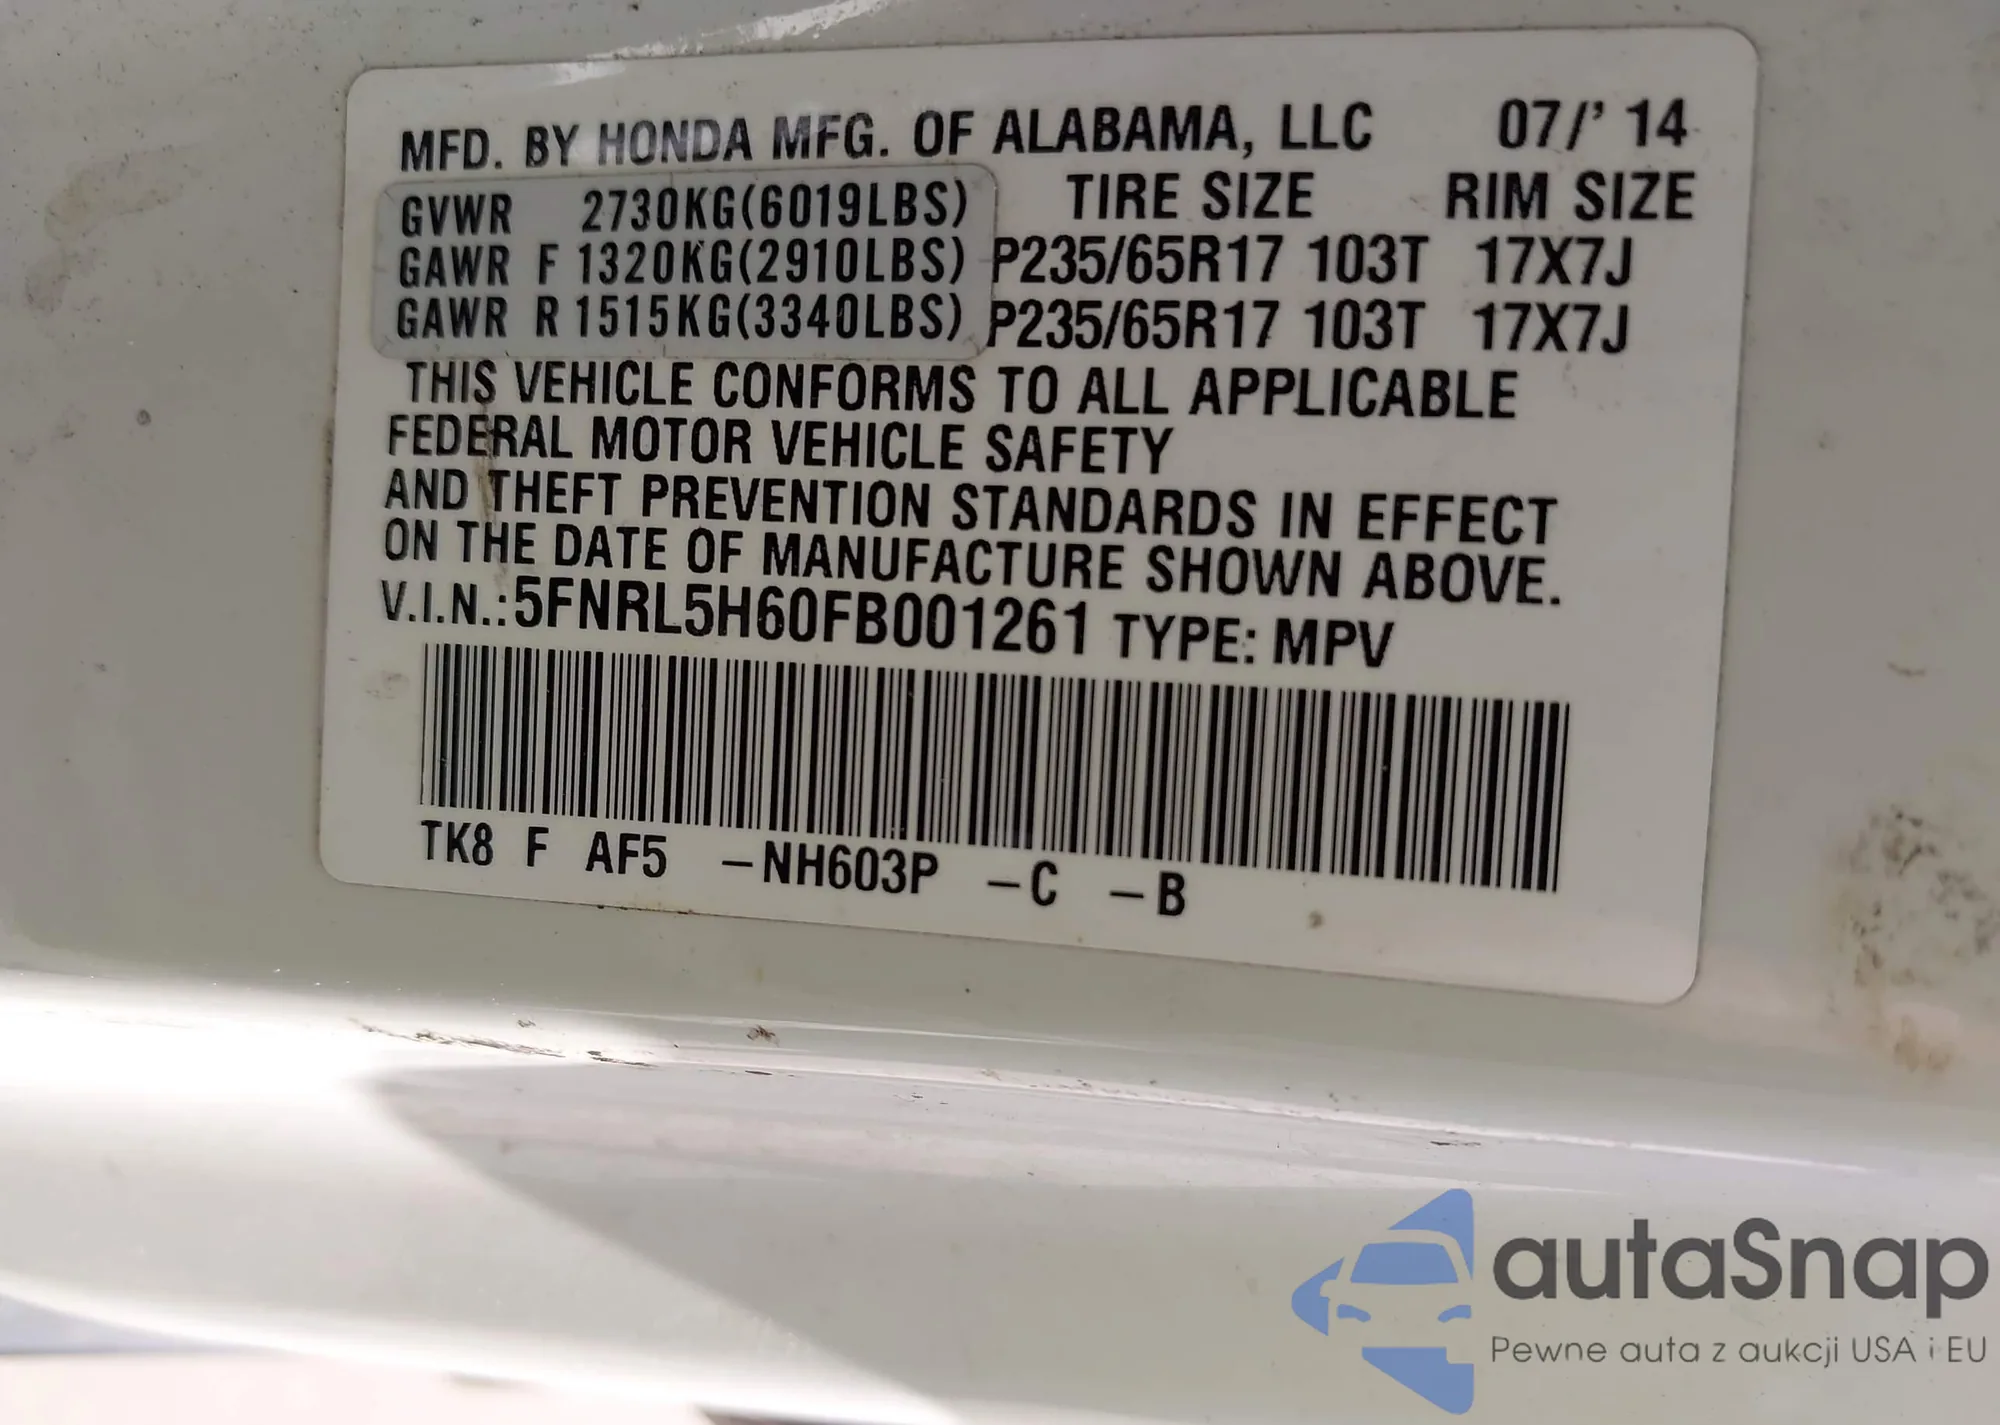 MFD. BY HONDA MFG. OF ALABAMA, LLC 07/' 14
GVWR 2730KG(6019LBS) TIRE SIZE RIM SIZE
GAWR F 1320KG(2910LBS) P235/65R17 103T 17X7J
GAWR R 1515KG(3340LBS) P235/65R17 103T 17X7J
THIS VEHICLE CONFORMS TO ALL APPLICABLE
FEDERAL MOTOR VEHICLE SAFETY
AND THEFT PREVENTION STANDARDS IN EFFECT
ON THE DATE OF MANUFACTURE SHOWN ABOVE.
V.I.N.:5FNRL5H60FB001261 TYPE: MPV
TK8 F AF5 -NH603P -C -B
autaSnap
Pewne auta z aukcji USA i EU